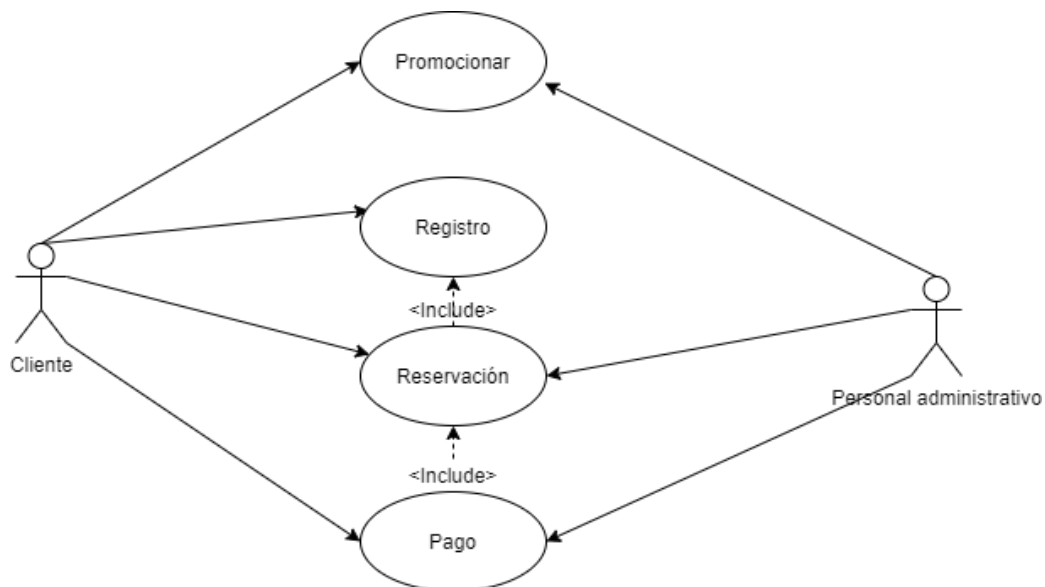 Promocionar
Registro
<Include>
Cliente
Reservación
Personal administrativo
<Include>
Pago